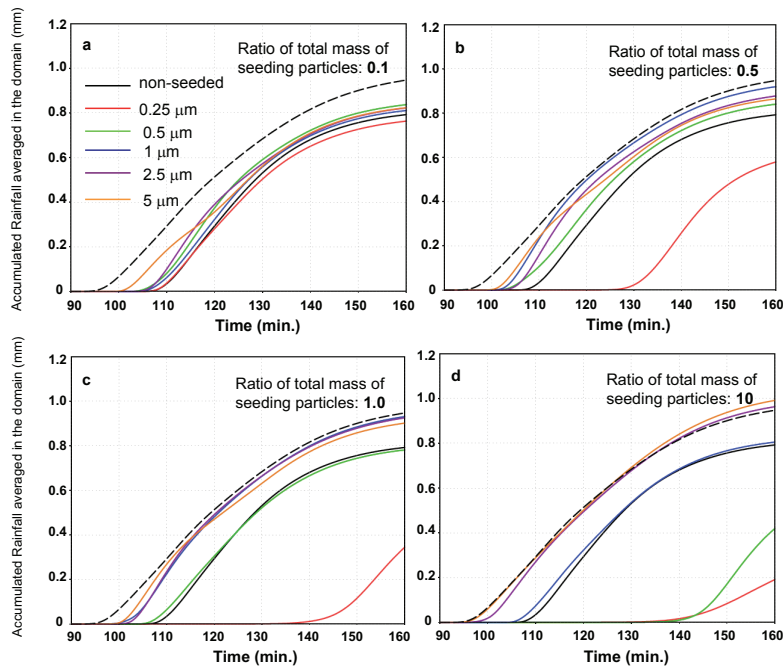 a
Ratio of total mass of
seeding particles: 0.1
non-seeded
0.25 µm
0.5 µm
1 µm
2.5 µm
5 µm
Accumulated Rainfall averaged in the domain (mm)
1.2
1.0
0.8
0.6
0.4
0.2
0
90 100 110 120 130 140 150 160
Time (min.)
b
Ratio of total mass of
seeding particles: 0.5
1.2
1.0
0.8
0.6
0.4
0.2
0
90 100 110 120 130 140 150 160
Time (min.)
c
Ratio of total mass of
seeding particles: 1.0
Accumulated Rainfall averaged in the domain (mm)
1.2
1.0
0.8
0.6
0.4
0.2
0
90 100 110 120 130 140 150 160
Time (min.)
d
Ratio of total mass of
seeding particles: 10
1.2
1.0
0.8
0.6
0.4
0.2
0
90 100 110 120 130 140 150 160
Time (min.)